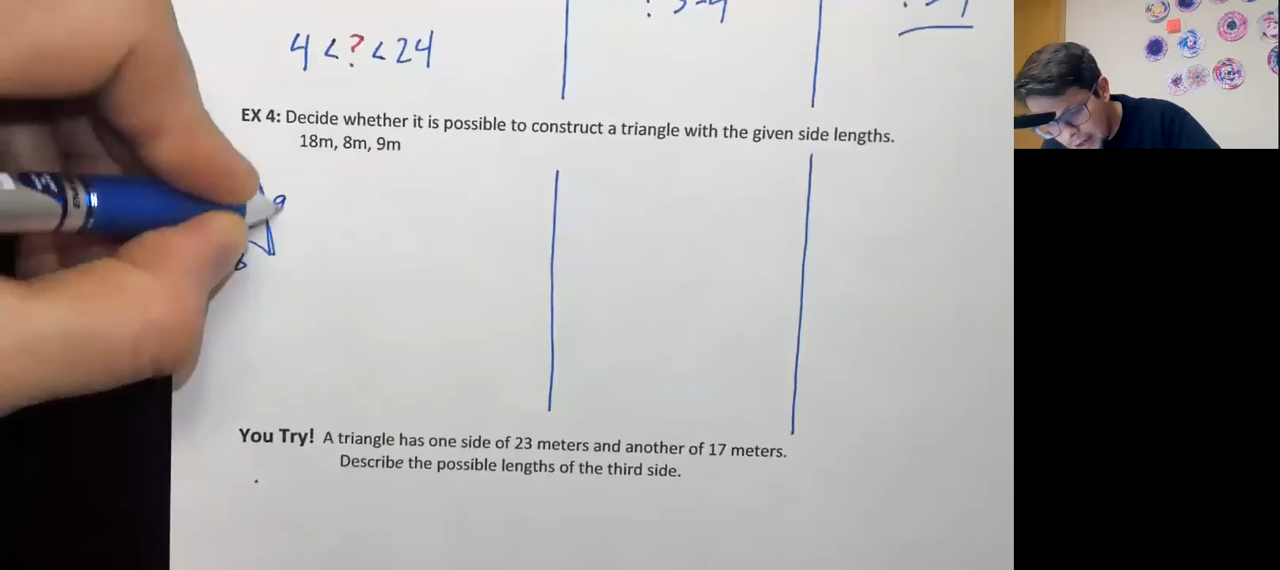 4 < ? < 24
EX 4: Decide whether it is possible to construct a triangle with the given side lengths.
18m, 8m, 9m
9
You Try! A triangle has one side of 23 meters and another of 17 meters.
Describe the possible lengths of the third side.